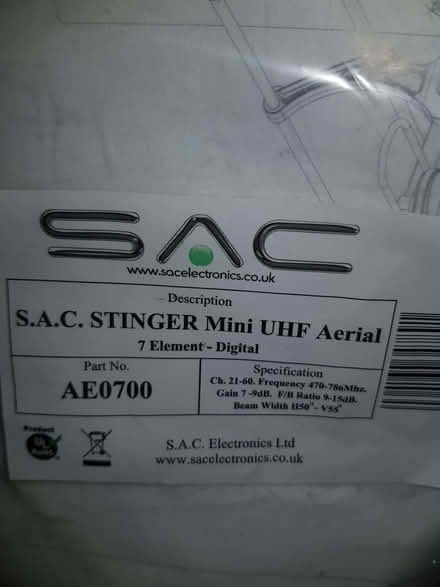 SAC
www.sacelectronics.co.uk
Description
S.A.C. STINGER Mini UHF Aerial
7 Element - Digital
Part No.
AE0700
Specification
Ch. 21-60. Frequency 470-786Mhz.
Gain 7 -9dB. F/B Ratio 9-15dB.
Beam Width H50°- V55°
Product
S.A.C. Electronics Ltd
www.sacelectronics.co.uk